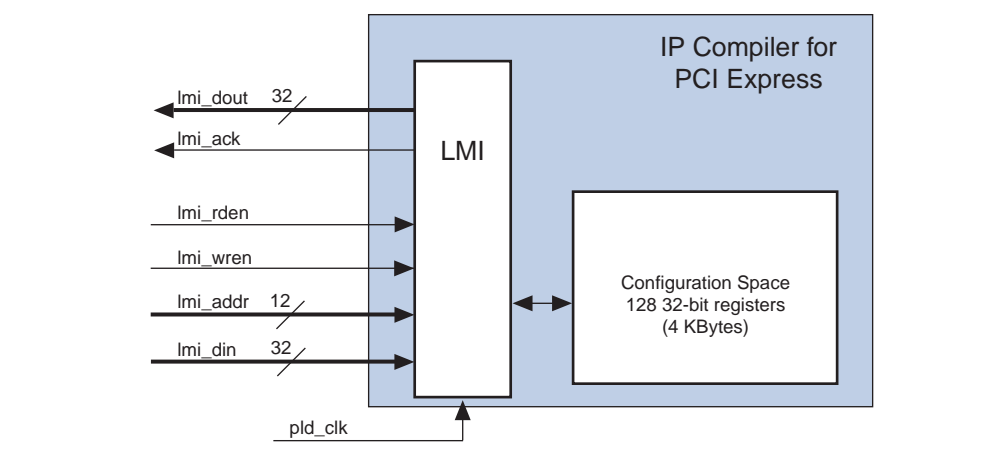 IP Compiler for
PCI Express
lmi_dout 32
lmi_ack
LMI
lmi_rden
lmi_wren
lmi_addr 12
lmi_din 32
Configuration Space
128 32-bit registers
(4 KBytes)
pld_clk